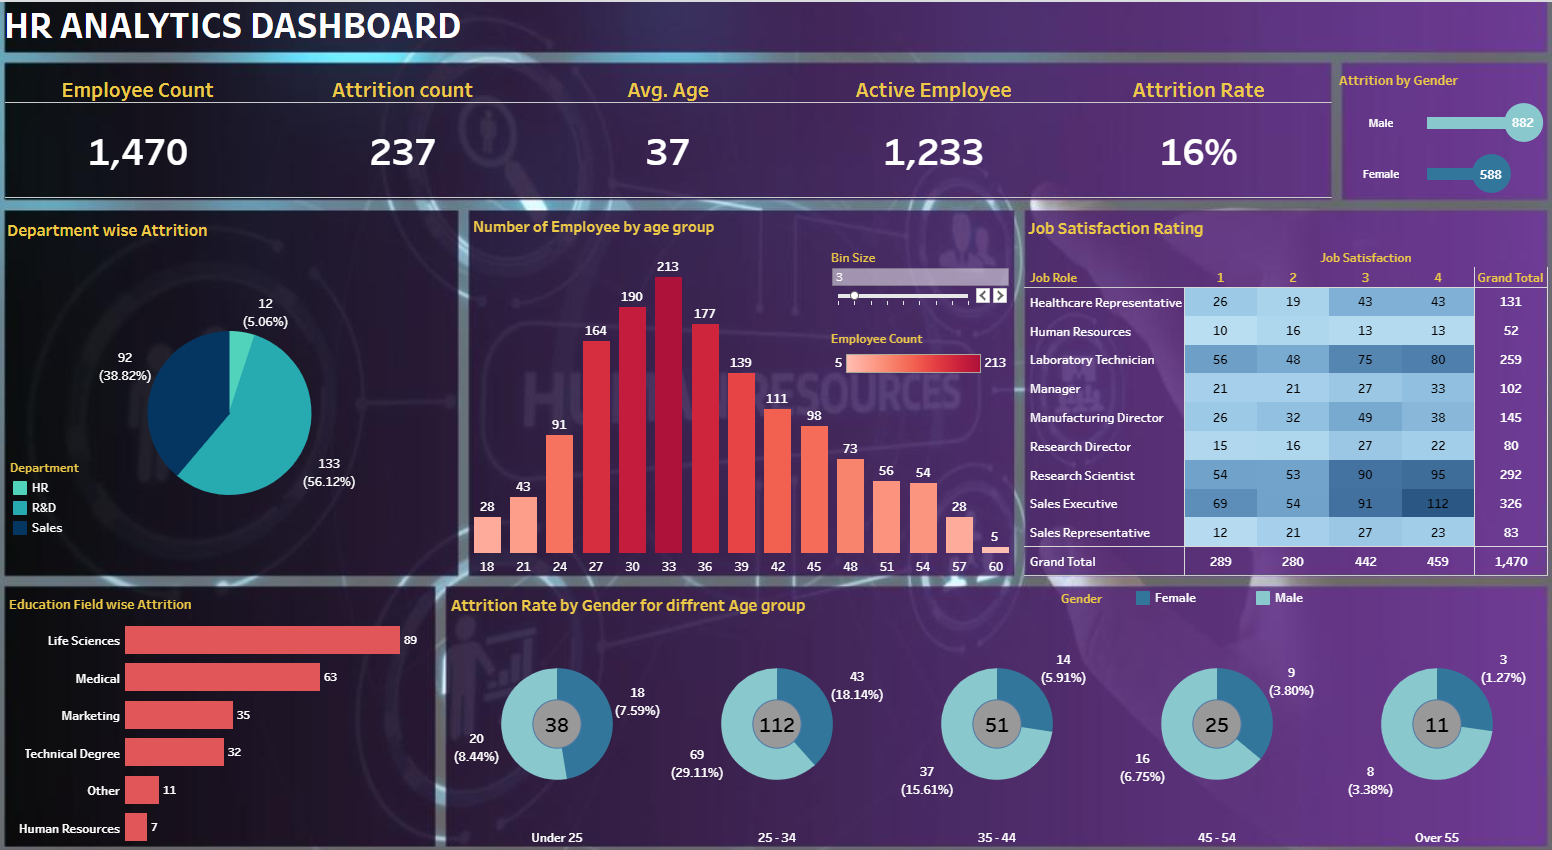 HR ANALYTICS DASHBOARD
Employee Count
Attrition count
Avg. Age
Active Employee
Attrition Rate
1,470
237
37
1,233
16%
Attrition by Gender
Male
882
Female
588
Department wise Attrition
12
(5.06%)
92
(38.82%)
133
(56.12%)
Department
HR
R&D
Sales
Number of Employee by age group
Bin Size
3
Employee Count
5
213
28
43
91
164
190
213
177
139
111
98
73
56
54
28
5
18 21 24 27 30 33 36 39 42 45 48 51 54 57 60
HUMAN RESOURCES
Job Satisfaction Rating
Job Satisfaction
Job Role 1 2 3 4 Grand Total
Healthcare Representative 26 19 43 43 131
Human Resources 10 16 13 13 52
Laboratory Technician 56 48 75 80 259
Manager 21 21 27 33 102
Manufacturing Director 26 32 49 38 145
Research Director 15 16 27 22 80
Research Scientist 54 53 90 95 292
Sales Executive 69 54 91 112 326
Sales Representative 12 21 27 23 83
Grand Total 289 280 442 459 1,470
Education Field wise Attrition
Life Sciences 89
Medical 63
Marketing 35
Technical Degree 32
Other 11
Human Resources 7
Attrition Rate by Gender for diffrent Age group
Gender
Female
Male
38
18
(7.59%)
20
(8.44%)
Under 25
112
43
(18.14%)
69
(29.11%)
25 - 34
51
14
(5.91%)
37
(15.61%)
35 - 44
25
9
(3.80%)
16
(6.75%)
45 - 54
11
3
(1.27%)
8
(3.38%)
Over 55